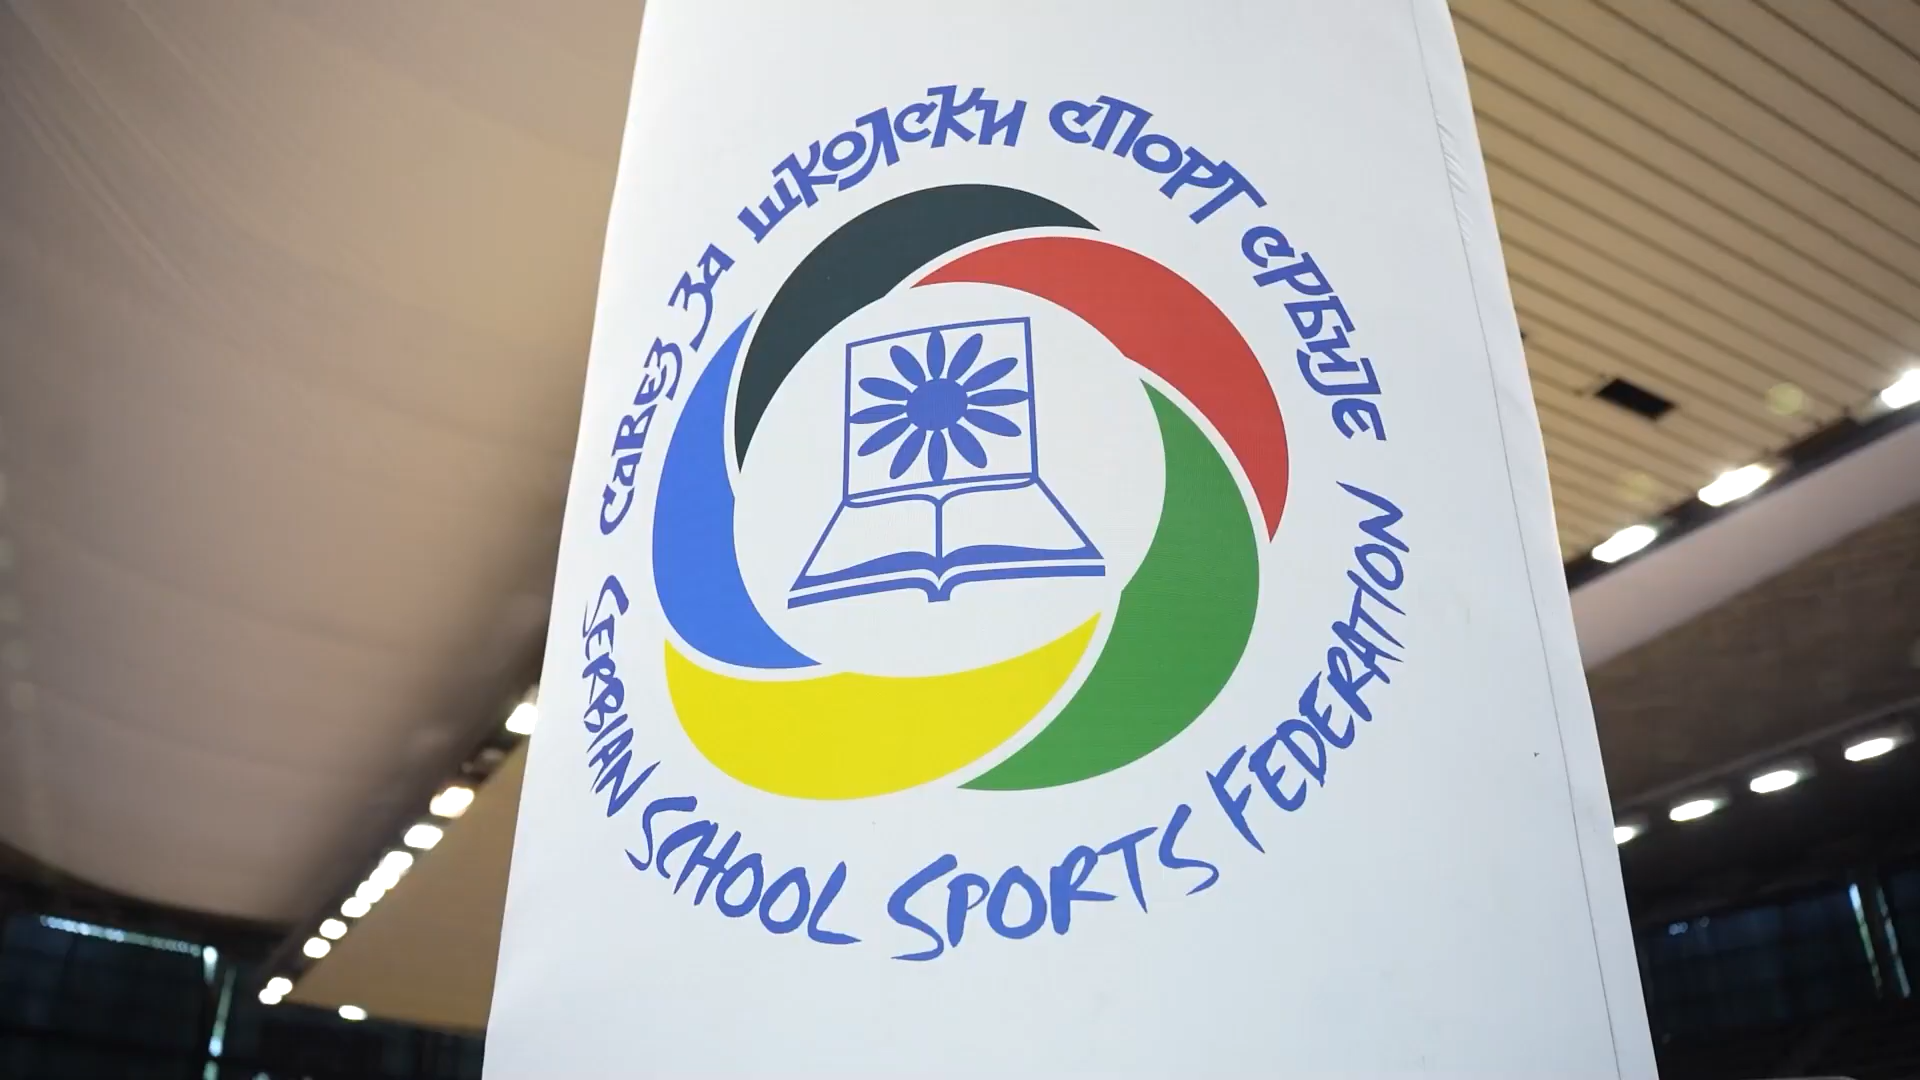 савез за школски спорт србије
SERBIAN SCHOOL SPORTS FEDERATION